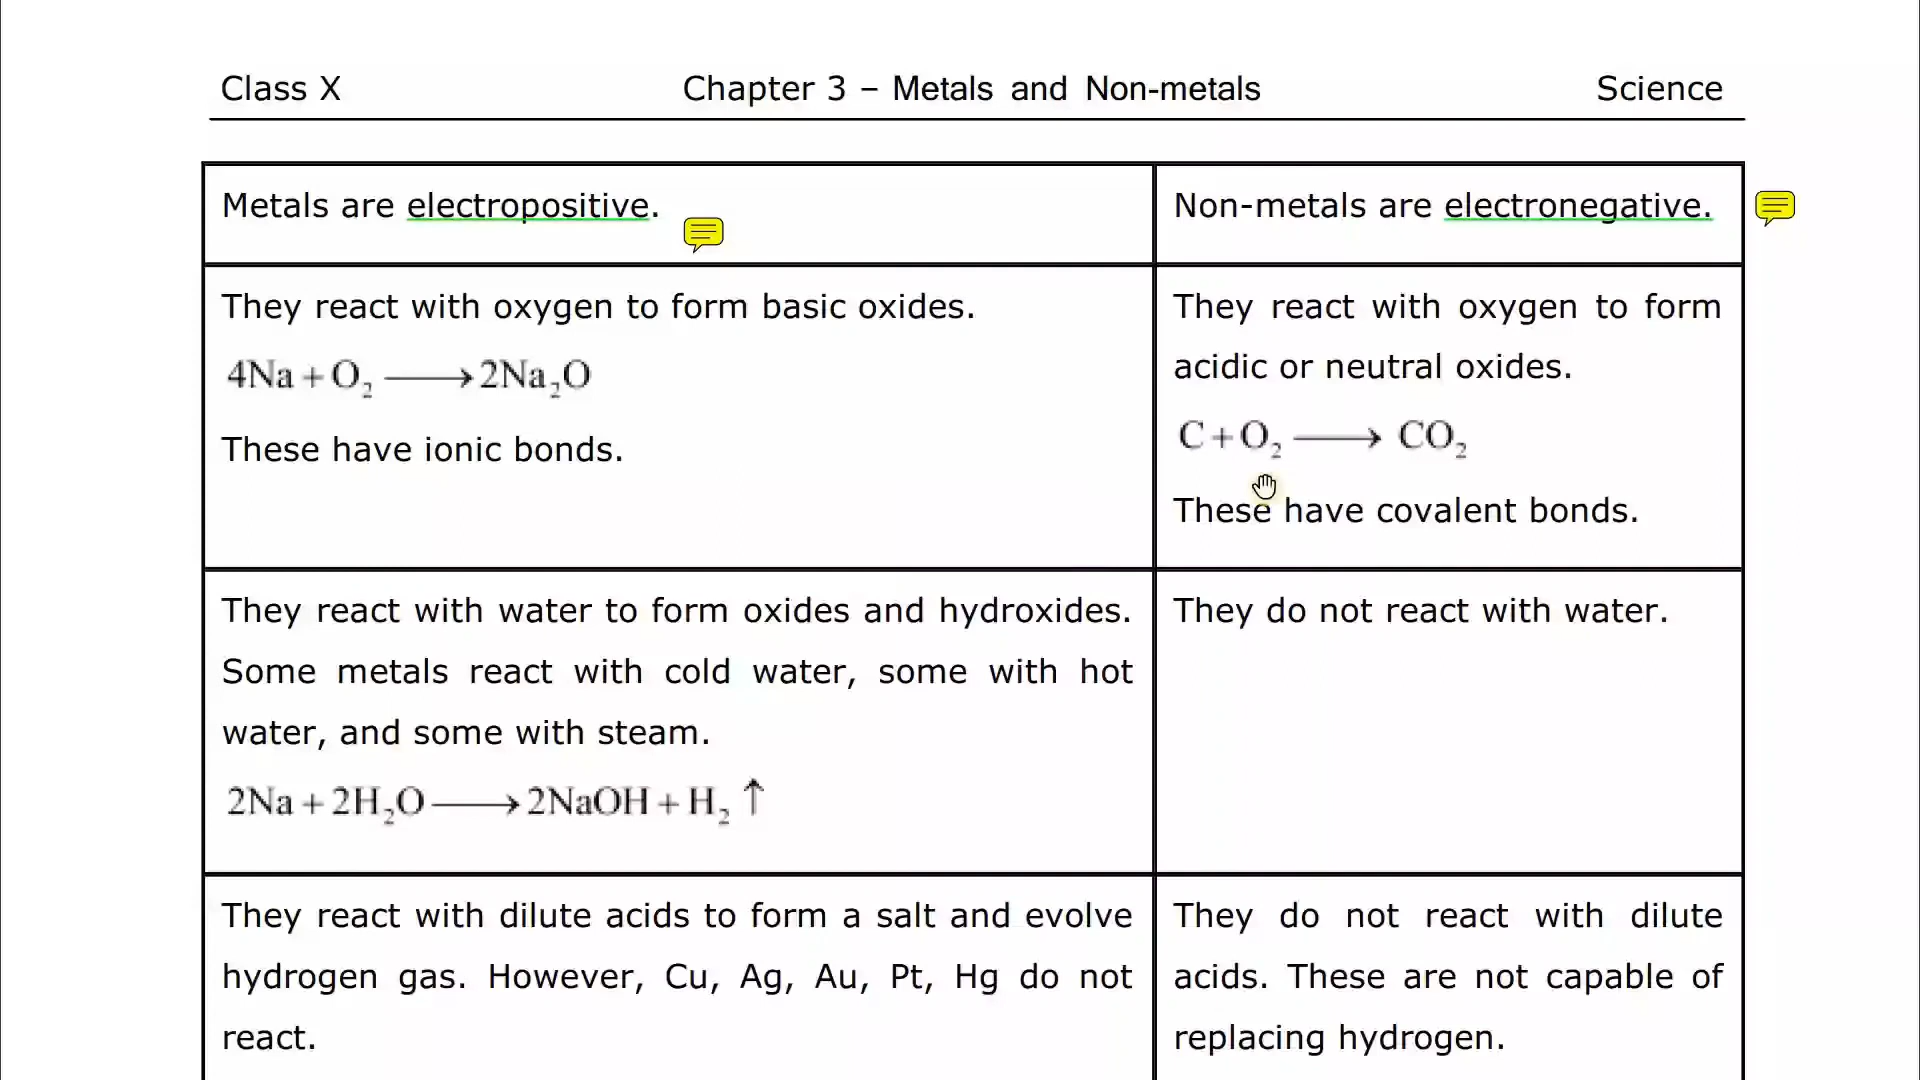 Class X Chapter 3 – Metals and Non-metals Science
Metals are electropositive.
Non-metals are electronegative.
They react with oxygen to form basic oxides.
4Na + O₂ ⟶ 2Na₂O
These have ionic bonds.
They react with oxygen to form
acidic or neutral oxides.
C + O₂ ⟶ CO₂
These have covalent bonds.
They react with water to form oxides and hydroxides.
Some metals react with cold water, some with hot
water, and some with steam.
2Na + 2H₂O ⟶ 2NaOH + H₂ ↑
They do not react with water.
They react with dilute acids to form a salt and evolve
hydrogen gas. However, Cu, Ag, Au, Pt, Hg do not
react.
They do not react with dilute
acids. These are not capable of
replacing hydrogen.